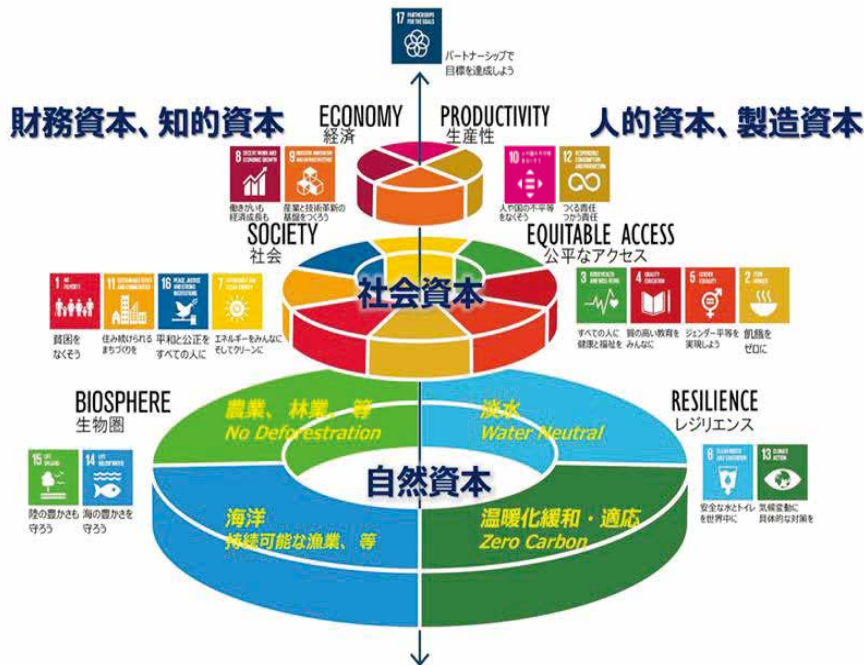 17 PARTNERSHIPS
FOR THE GOALS
パートナーシップで
目標を達成しよう
財務資本、知的資本
ECONOMY
経済
PRODUCTIVITY
生産性
人的資本、製造資本
8 DECENT WORK AND
ECONOMIC GROWTH
働きがいも
経済成長も
9 INDUSTRY, INNOVATION
AND INFRASTRUCTURE
産業と技術革新の
基盤をつくろう
10
人や国の不平等
をなくそう
12 RESPONSIBLE
CONSUMPTION
AND PRODUCTION
つくる責任
つかう責任
SOCIETY
社会
EQUITABLE ACCESS
公平なアクセス
社会資本
1 NO
POVERTY
貧困を
なくそう
11 SUSTAINABLE CITIES
AND COMMUNITIES
住み続けられる
まちづくりを
16 PEACE, JUSTICE
AND STRONG
INSTITUTIONS
平和と公正を
すべての人に
7 AFFORDABLE AND
CLEAN ENERGY
エネルギーをみんなに
そしてクリーンに
3 GOOD HEALTH
AND WELL-BEING
すべての人に
健康と福祉を
4 QUALITY
EDUCATION
質の高い教育を
みんなに
5 GENDER
EQUALITY
ジェンダー平等を
実現しよう
2 ZERO
HUNGER
飢餓を
ゼロに
BIOSPHERE
生物圏
農業、林業、等
No Deforestration
淡水
Water Neutral
RESILIENCE
レジリエンス
15 LIFE
ON LAND
陸の豊かさも
守ろう
14 LIFE
BELOW WATER
海の豊かさを
守ろう
自然資本
6 CLEAN WATER
AND SANITATION
安全な水とトイレ
を世界中に
13 CLIMATE
ACTION
気候変動に
具体的な対策を
海洋
持続可能な漁業、等
温暖化緩和・適応
Zero Carbon